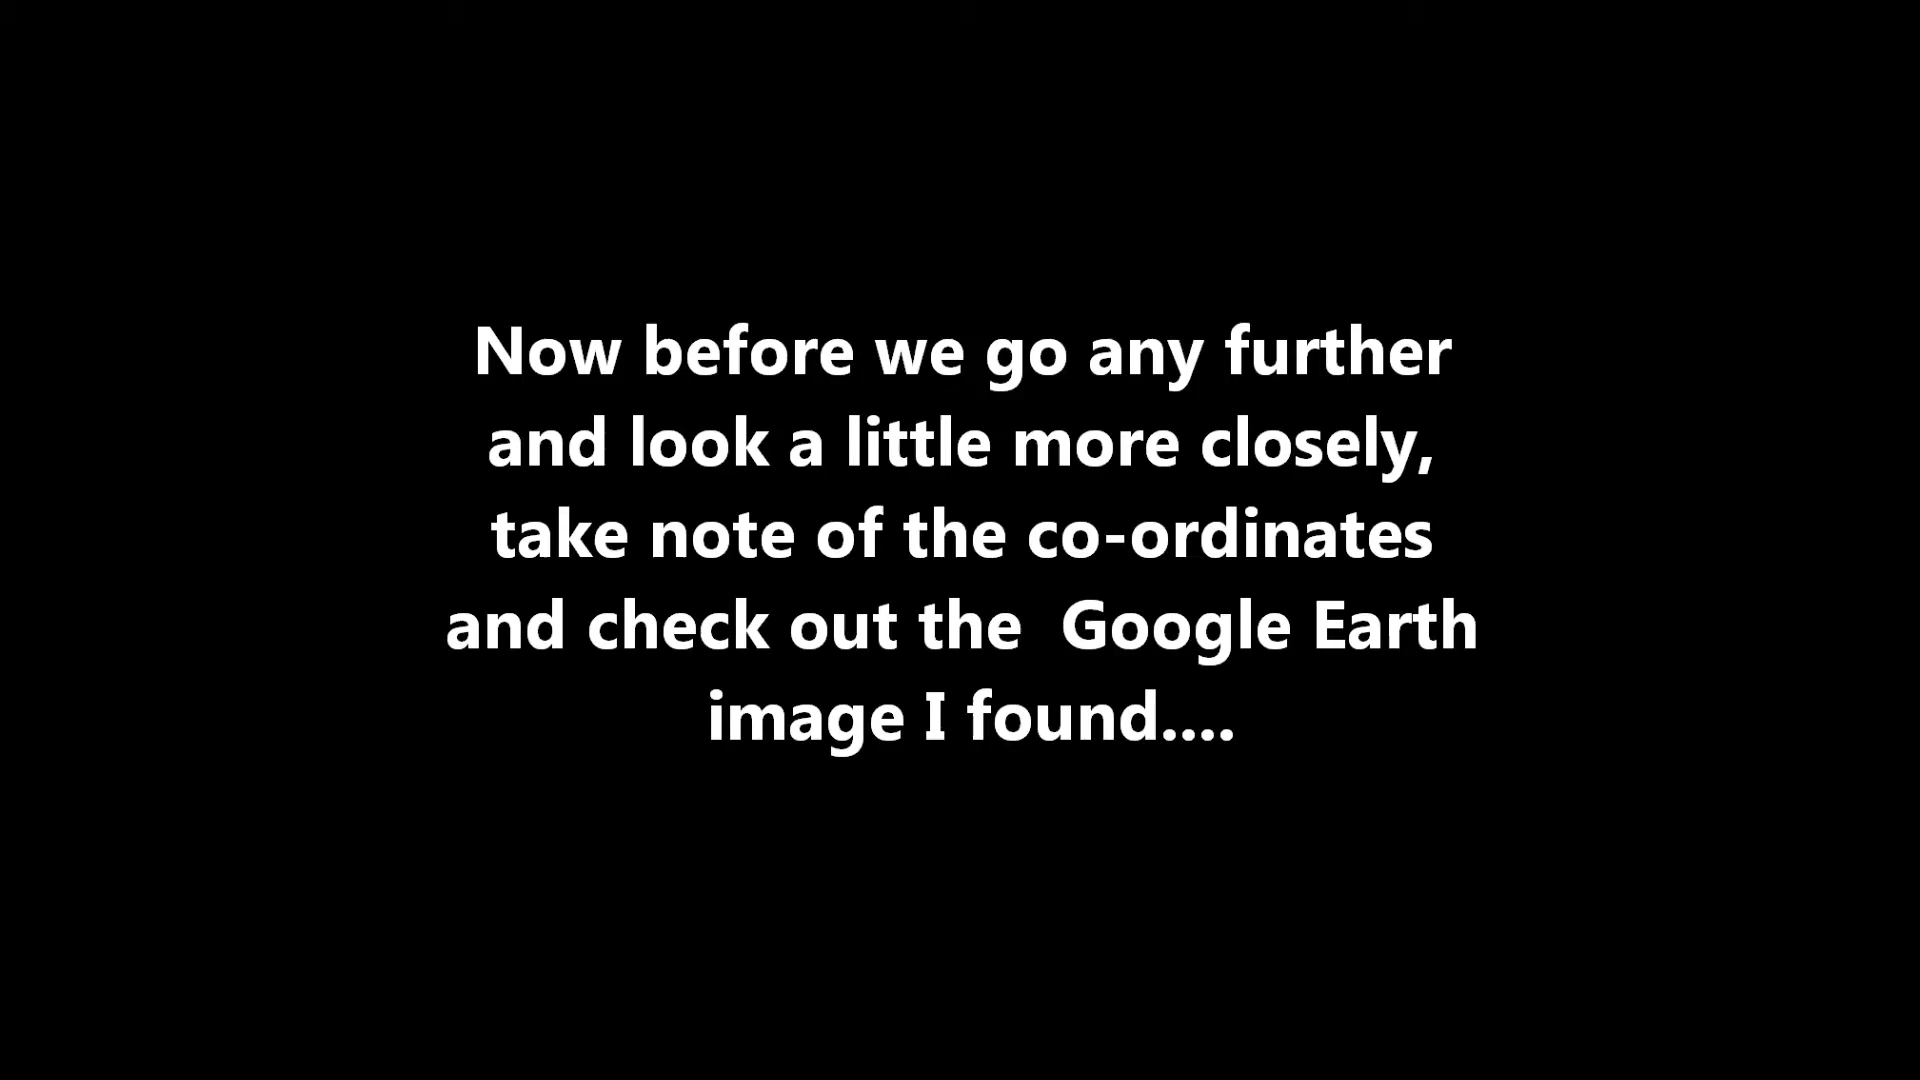 Now before we go any further
and look a little more closely,
take note of the co-ordinates
and check out the  Google Earth
image I found....